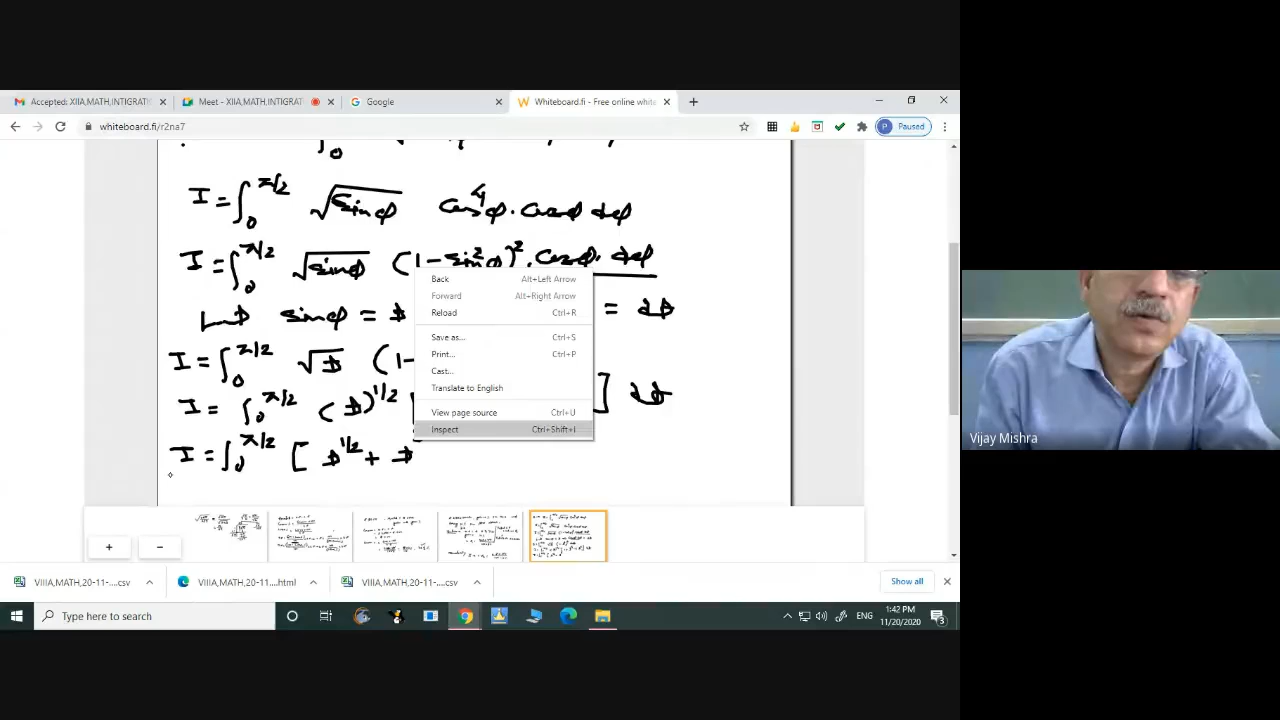 Accepted: XIIA,MATH,INTIGRATI
Meet - XIIA,MATH,INTIGRAT
Google
Whiteboard.fi - Free online white
whiteboard.fi/r2na7
Paused
I = ∫₀^π/2 √sinφ cos⁴φ . cosφ dφ
I = ∫₀^π/2 √sinφ (1-sin²φ)² . cosφ . dφ
Let sinφ = t = dt
I = ∫₀^π/2 √t (1-
I = ∫₀^π/2 (t)^1/2 ] dt
I = ∫₀^π/2 [ t^1/2 + t
Back Alt+Left Arrow
Forward Alt+Right Arrow
Reload Ctrl+R
Save as... Ctrl+S
Print... Ctrl+P
Cast...
Translate to English
View page source Ctrl+U
Inspect Ctrl+Shift+I
Vijay Mishra
+ −
VIIIA,MATH,20-11-....csv
VIIIA,MATH,20-11-....html
VIIIA,MATH,20-11-....csv
Show all
Type here to search
ENG
1:42 PM
11/20/2020
3